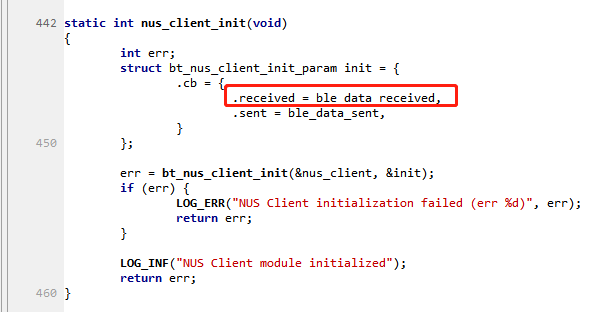 442 static int nus_client_init(void)
{
int err;
struct bt_nus_client_init_param init = {
.cb = {
.received = ble_data_received,
.sent = ble_data_sent,
}
450 };
err = bt_nus_client_init(&nus_client, &init);
if (err) {
LOG_ERR("NUS Client initialization failed (err %d)", err);
return err;
}
LOG_INF("NUS Client module initialized");
return err;
460 }